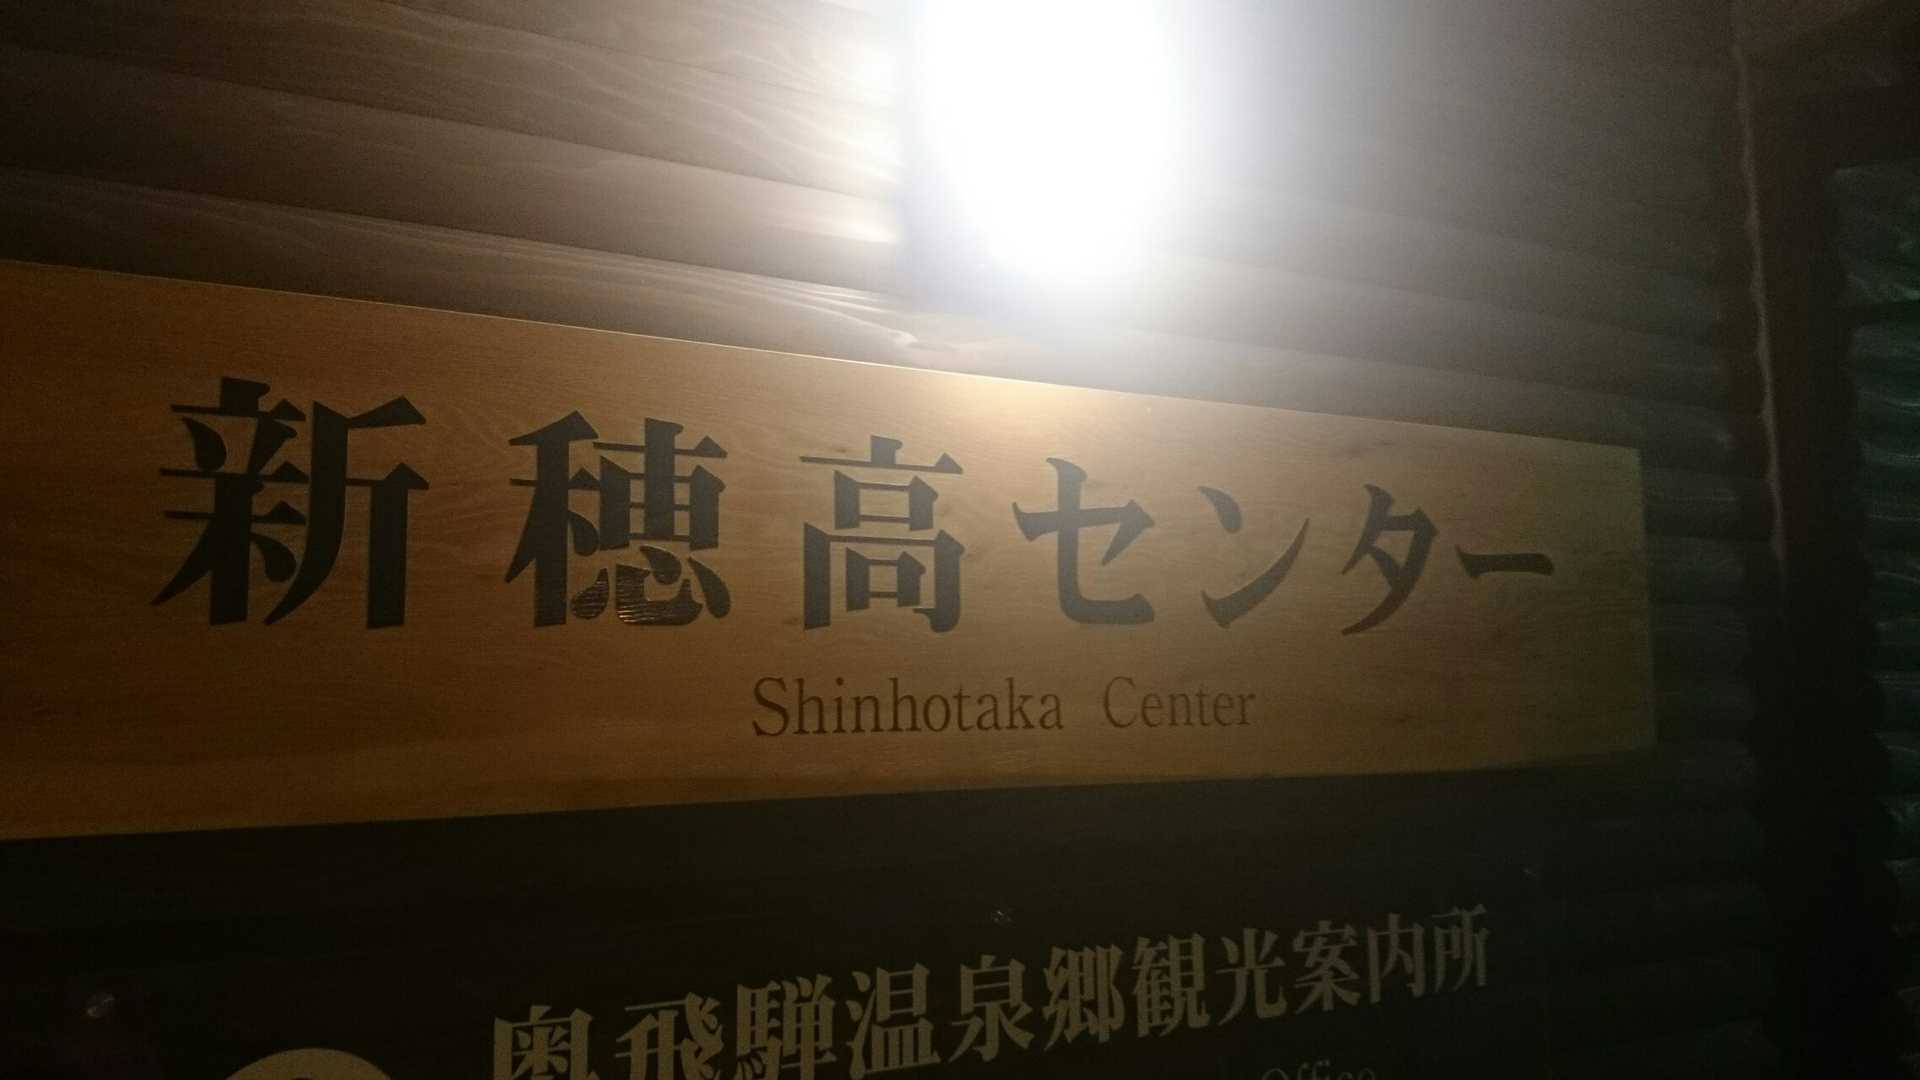 新穂高センター
Shinhotaka Center
奥飛騨温泉郷観光案内所
Office